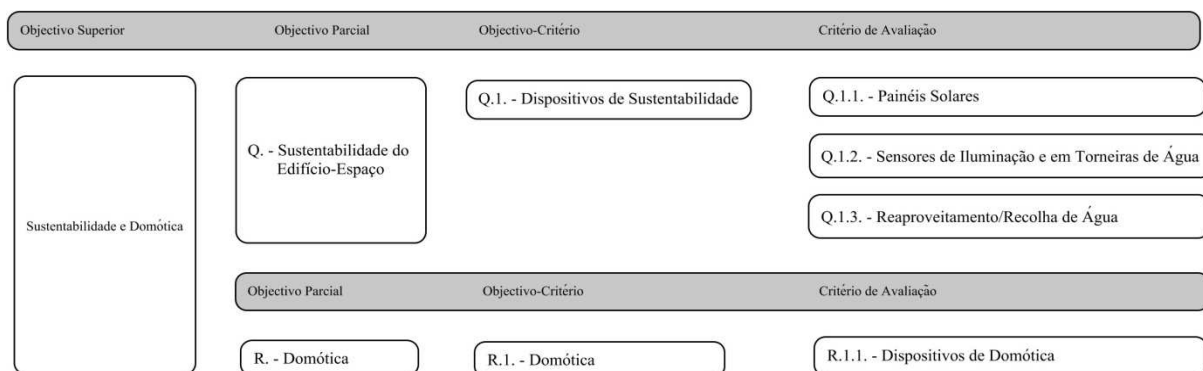 Objectivo Superior Objectivo Parcial Objectivo-Critério Critério de Avaliação
Q.1. - Dispositivos de Sustentabilidade Q.1.1. - Painéis Solares
Q. - Sustentabilidade do
Edifício-Espaço
Q.1.2. - Sensores de Iluminação e em Torneiras de Água
Sustentabilidade e Domótica
Q.1.3. - Reaproveitamento/Recolha de Água
Objectivo Parcial Objectivo-Critério Critério de Avaliação
R. - Domótica R.1. - Domótica R.1.1. - Dispositivos de Domótica